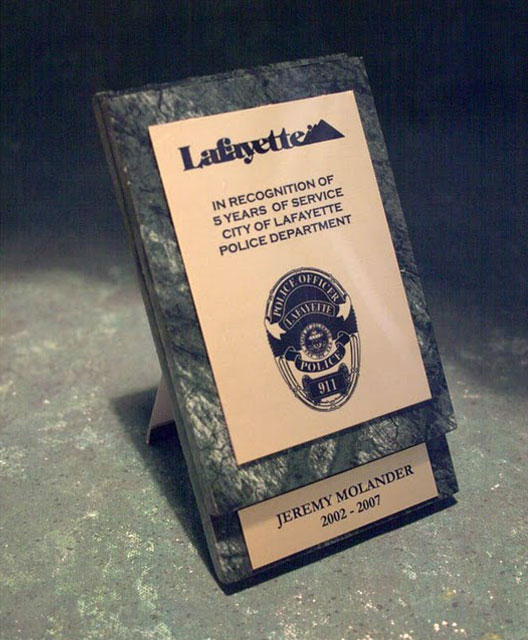 Lafayette
IN RECOGNITION OF
5 YEARS OF SERVICE
CITY OF LAFAYETTE
POLICE DEPARTMENT
POLICE OFFICER
LAFAYETTE
POLICE
911
JEREMY MOLANDER
2002 - 2007